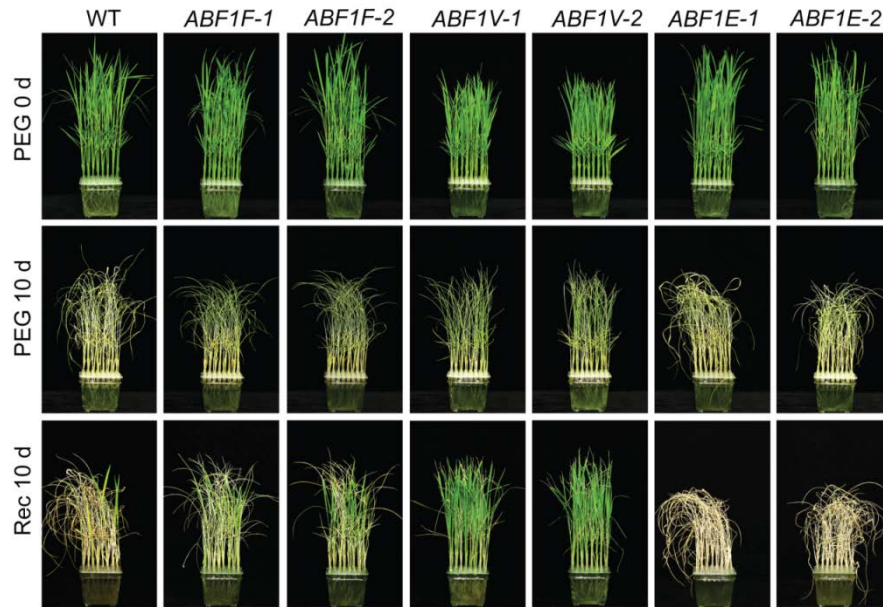 WT ABF1F-1 ABF1F-2 ABF1V-1 ABF1V-2 ABF1E-1 ABF1E-2
PEG 0 d
PEG 10 d
Rec 10 d